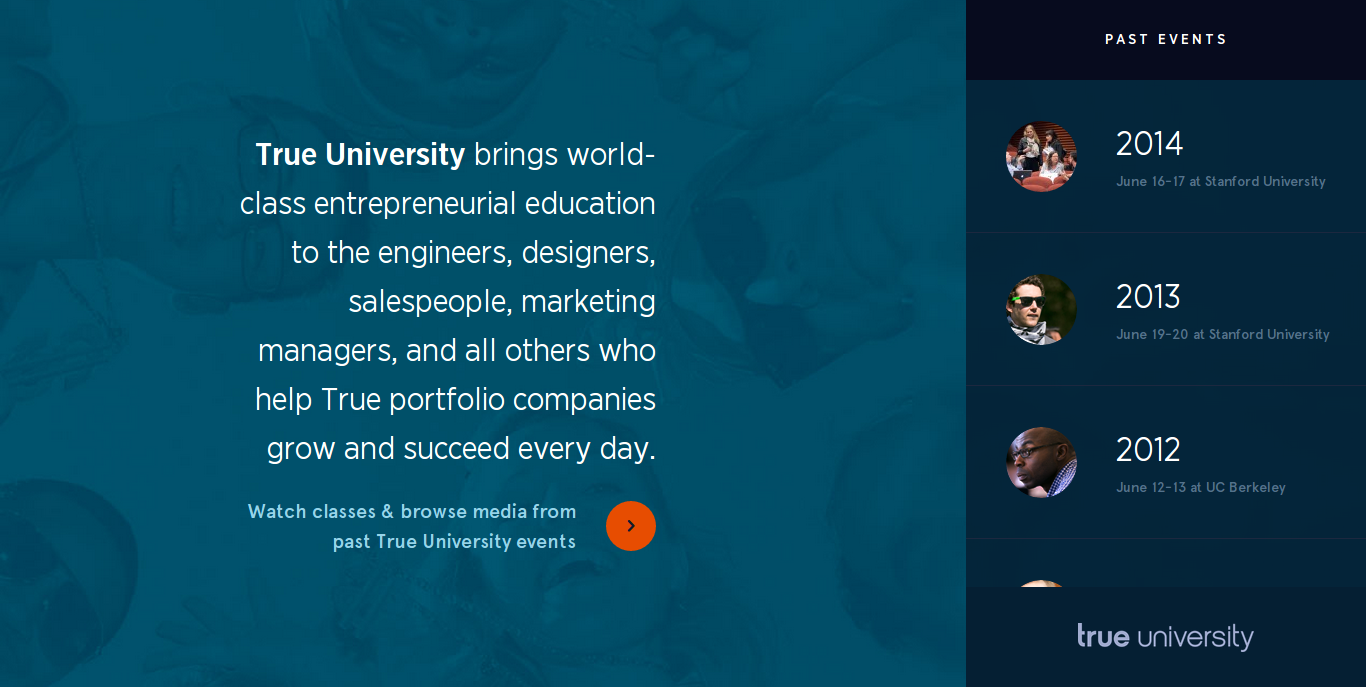 True University brings world-
class entrepreneurial education
to the engineers, designers,
salespeople, marketing
managers, and all others who
help True portfolio companies
grow and succeed every day.
Watch classes & browse media from
past True University events
PAST EVENTS
2014
June 16-17 at Stanford University
2013
June 19-20 at Stanford University
2012
June 12-13 at UC Berkeley
true university